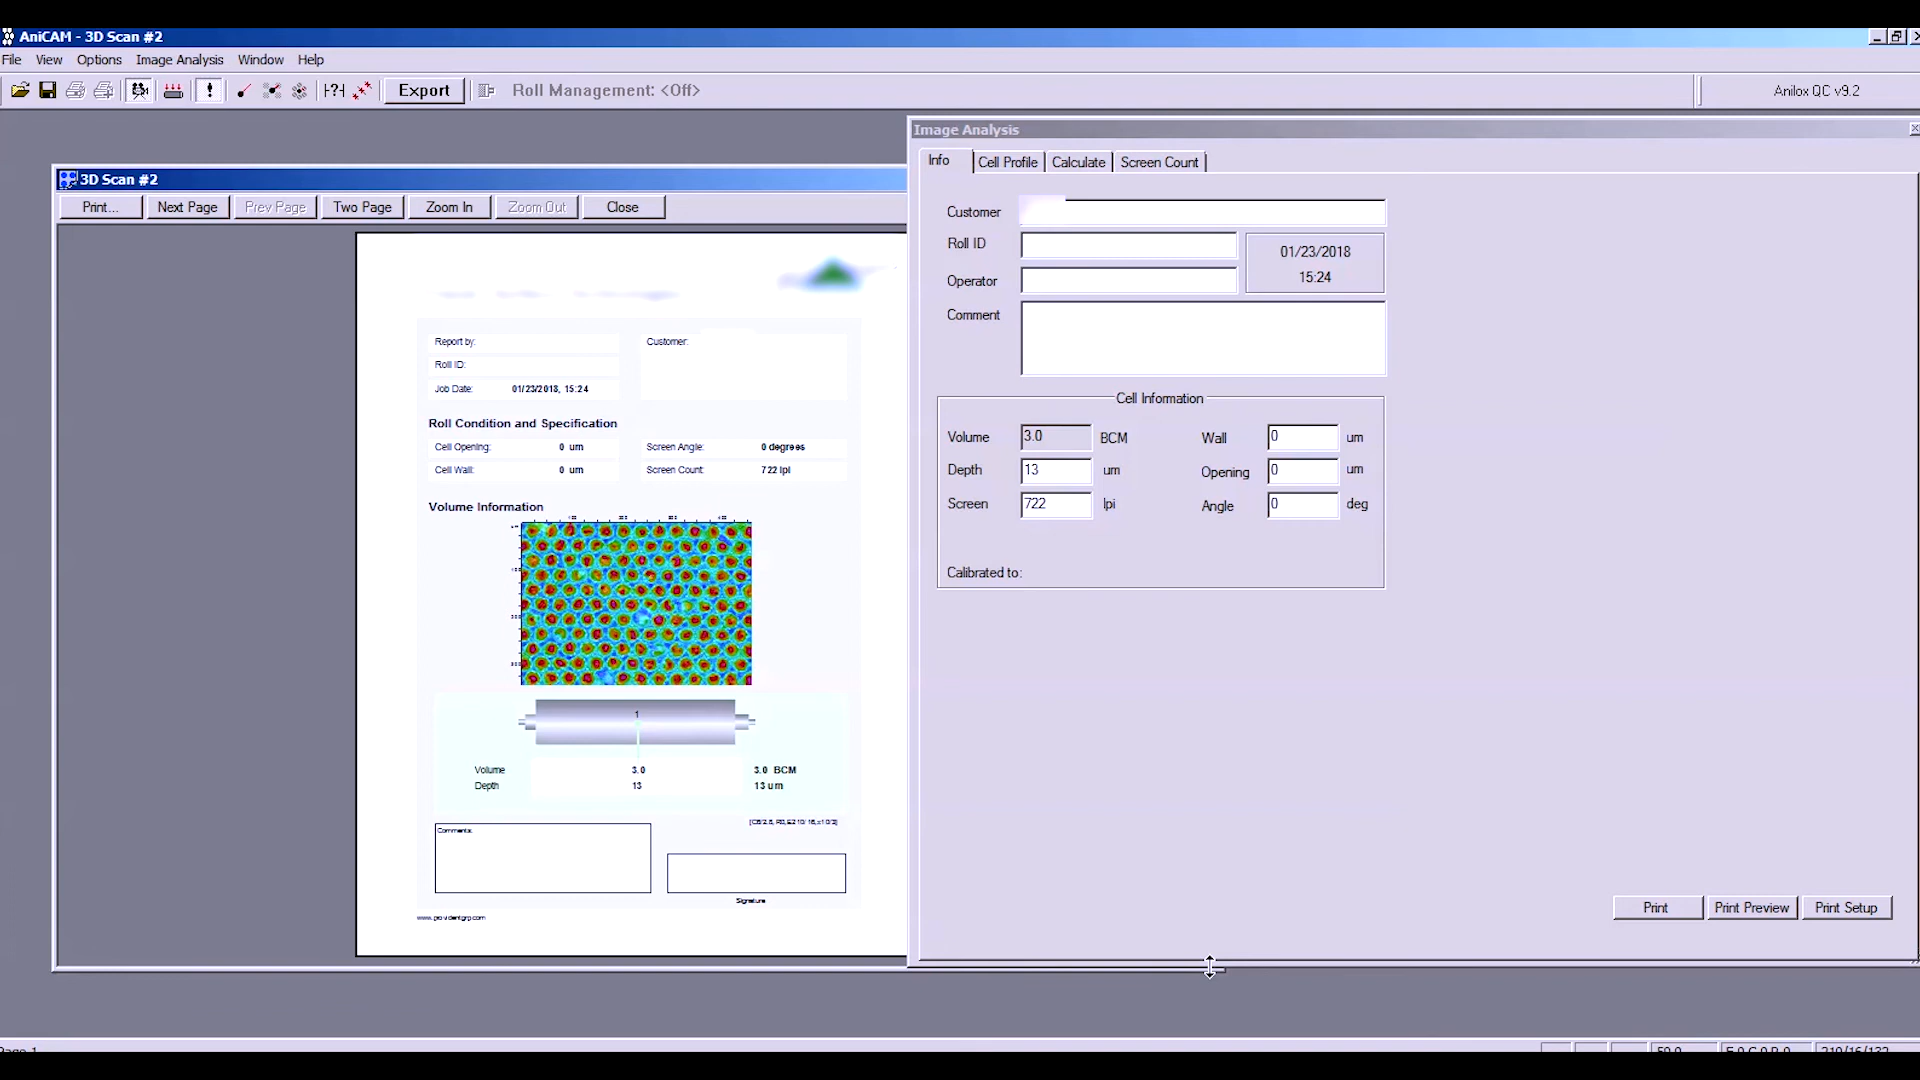 AniCAM - 3D Scan #2
File View Options Image Analysis Window Help
Export Roll Management: <Off> Anilox QC v9.2
3D Scan #2
Print... Next Page Prev Page Two Page Zoom In Zoom Out Close
Report by: Customer:
Roll ID:
Job Date: 01/23/2018, 15:24
Roll Condition and Specification
Cell Opening: 0 um Screen Angle: 0 degrees
Cell Wall: 0 um Screen Count: 722 lpi
Volume Information
1
Volume 3.0 3.0 BCM
Depth 13 13 um
Comments:
Signature
www.providentgrp.com
Image Analysis
Info Cell Profile Calculate Screen Count
Customer
Roll ID
01/23/2018
Operator
15:24
Comment
Cell Information
Volume 3.0 BCM Wall 0 um
Depth 13 um Opening 0 um
Screen 722 lpi Angle 0 deg
Calibrated to:
Print Print Preview Print Setup